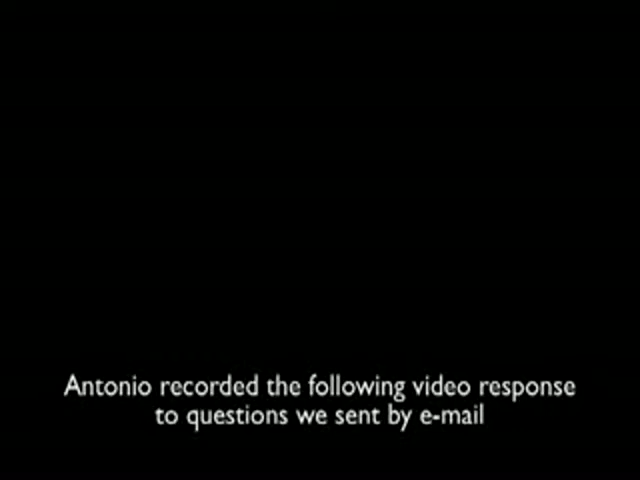 Antonio recorded the following video response
to questions we sent by e-mail